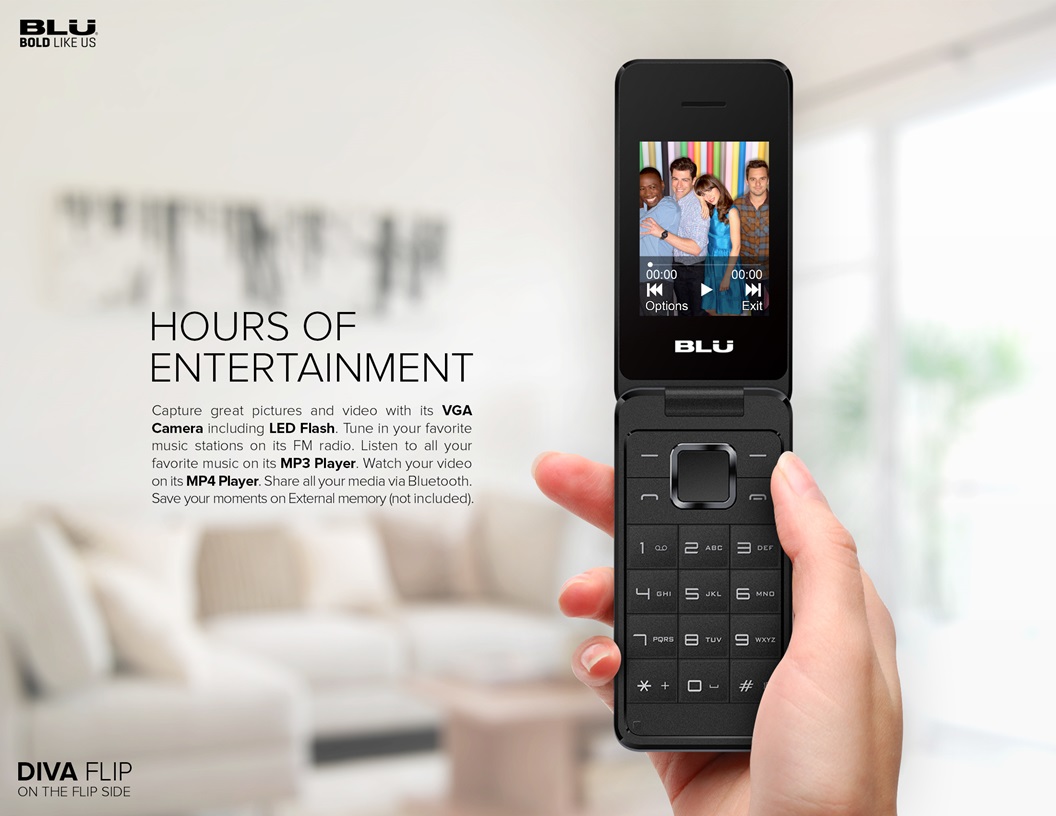 BLU
BOLD LIKE US
HOURS OF
ENTERTAINMENT
Capture great pictures and video with its VGA
Camera including LED Flash. Tune in your favorite
music stations on its FM radio. Listen to all your
favorite music on its MP3 Player. Watch your video
on its MP4 Player. Share all your media via Bluetooth.
Save your moments on External memory (not included).
00:00 00:00
Options Exit
BLU
1 2 ABC 3 DEF
4 GHI 5 JKL 6 MNO
7 PQRS 8 TUV 9 WXYZ
* + 0 #
DIVA FLIP
ON THE FLIP SIDE